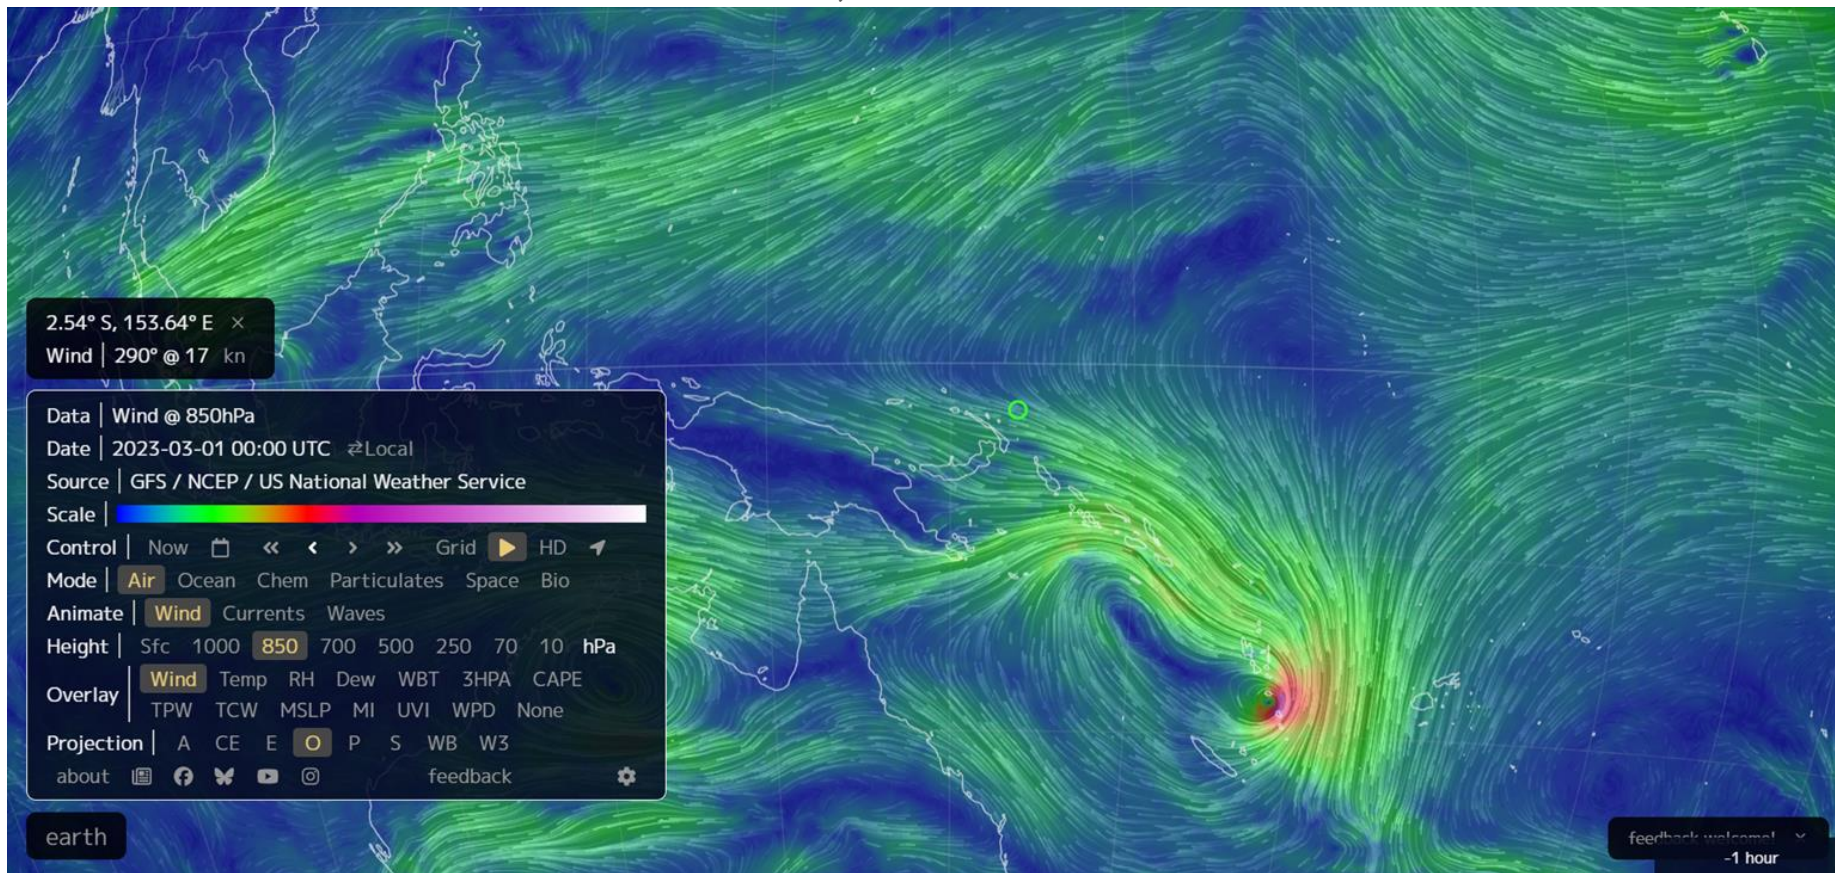 2.54° S, 153.64° E ×
Wind | 290° @ 17 kn
Data | Wind @ 850hPa
Date | 2023-03-01 00:00 UTC ⇄Local
Source | GFS / NCEP / US National Weather Service
Scale |
Control | Now « ‹ › » Grid ▶ HD
Mode | Air Ocean Chem Particulates Space Bio
Animate | Wind Currents Waves
Height | Sfc 1000 850 700 500 250 70 10 hPa
Overlay | Wind Temp RH Dew WBT 3HPA CAPE
TPW TCW MSLP MI UVI WPD None
Projection | A CE E O P S WB W3
about feedback
earth
feedback welcome! ×
-1 hour